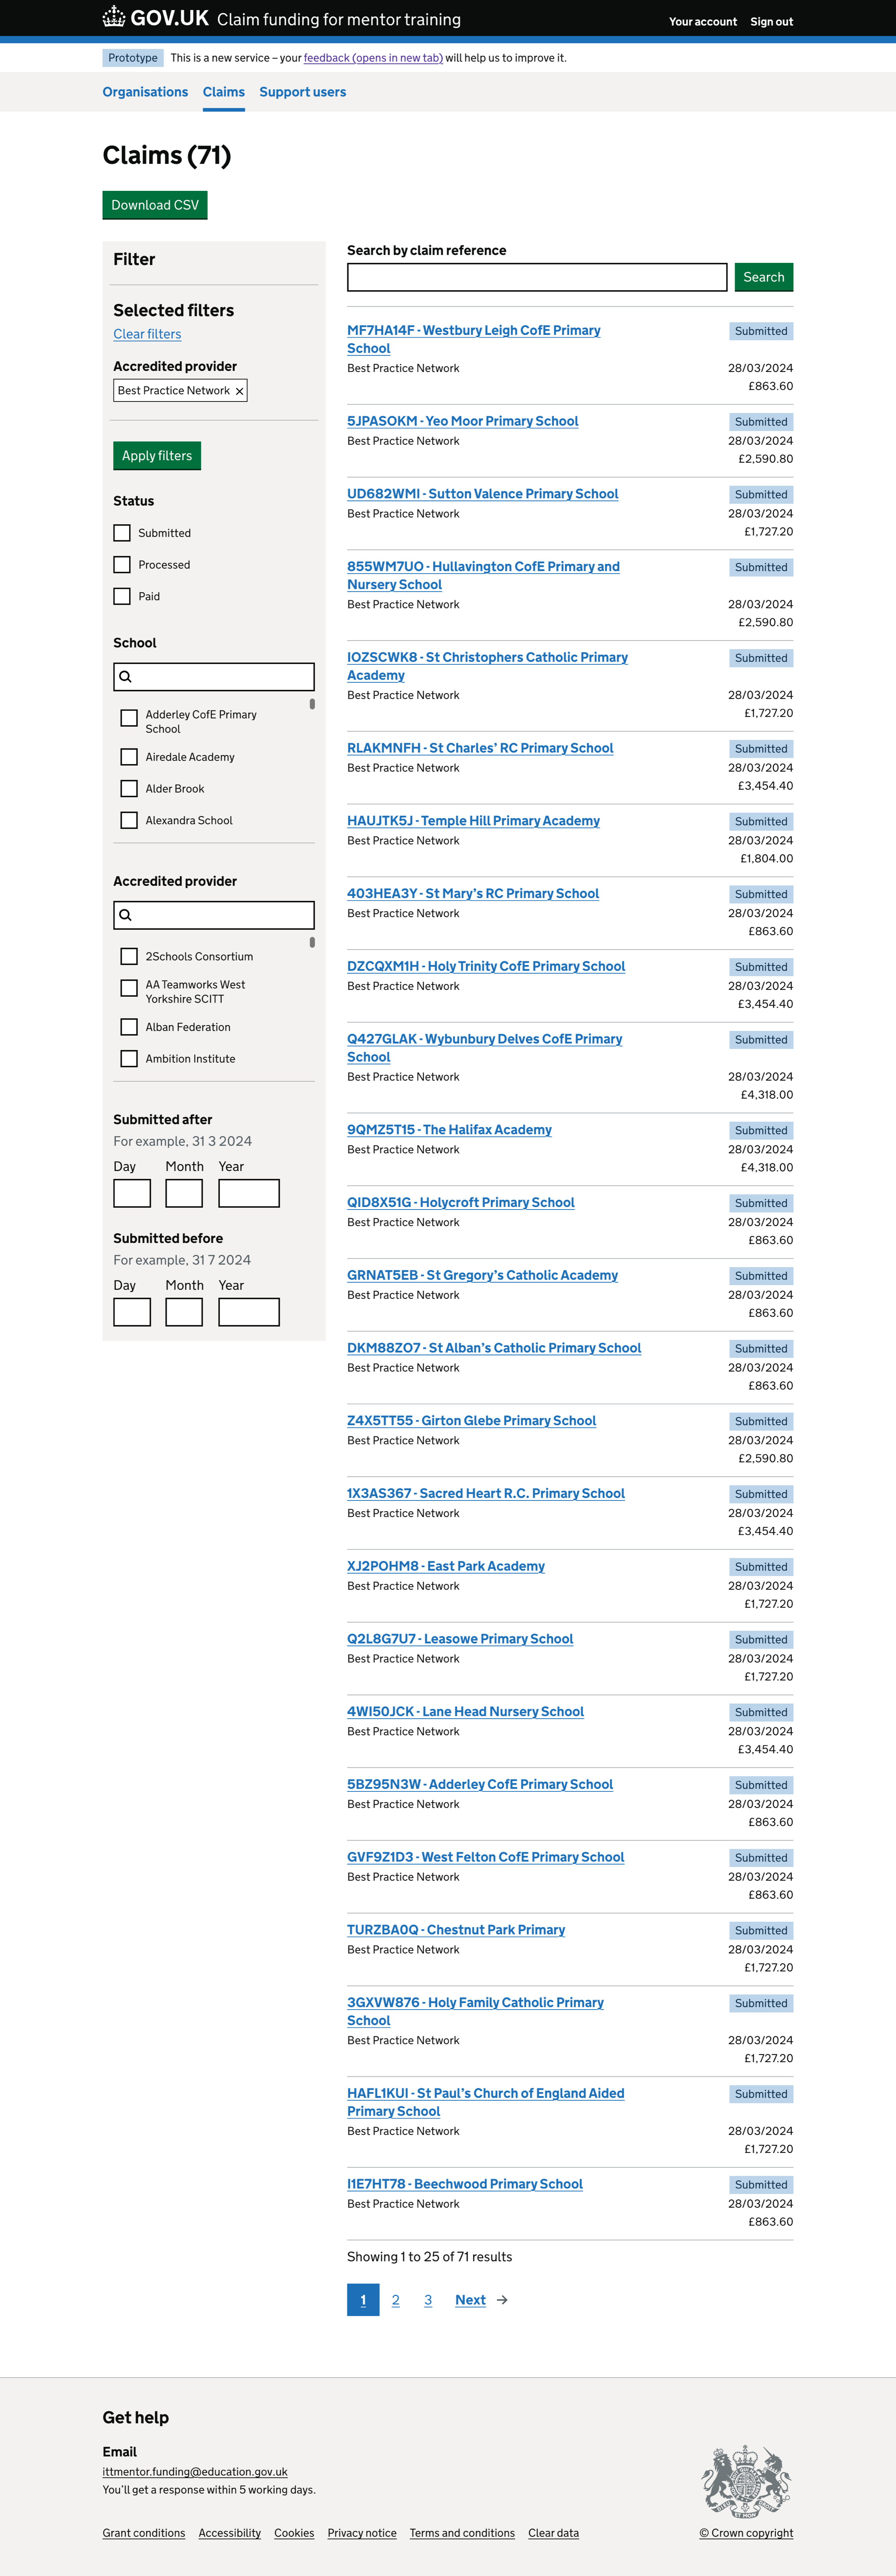 GOV.UK Claim funding for mentor training
Your account Sign out
Prototype This is a new service – your feedback (opens in new tab) will help us to improve it.
Organisations Claims Support users
Claims (71)
Download CSV
Filter
Selected filters
Clear filters
Accredited provider
Best Practice Network ×
Apply filters
Status
Submitted
Processed
Paid
School
Adderley CofE Primary
School
Airedale Academy
Alder Brook
Alexandra School
Accredited provider
2Schools Consortium
AA Teamworks West
Yorkshire SCITT
Alban Federation
Ambition Institute
Submitted after
For example, 31 3 2024
Day Month Year
Submitted before
For example, 31 7 2024
Day Month Year
Search by claim reference
Search
MF7HA14F - Westbury Leigh CofE Primary
School
Submitted
Best Practice Network
28/03/2024
£863.60
5JPASOKM - Yeo Moor Primary School
Submitted
Best Practice Network
28/03/2024
£2,590.80
UD682WMI - Sutton Valence Primary School
Submitted
Best Practice Network
28/03/2024
£1,727.20
855WM7UO - Hullavington CofE Primary and
Nursery School
Submitted
Best Practice Network
28/03/2024
£2,590.80
IOZSCWK8 - St Christophers Catholic Primary
Academy
Submitted
Best Practice Network
28/03/2024
£1,727.20
RLAKMNFH - St Charles’ RC Primary School
Submitted
Best Practice Network
28/03/2024
£3,454.40
HAUJTK5J - Temple Hill Primary Academy
Submitted
Best Practice Network
28/03/2024
£1,804.00
403HEA3Y - St Mary’s RC Primary School
Submitted
Best Practice Network
28/03/2024
£863.60
DZCQXM1H - Holy Trinity CofE Primary School
Submitted
Best Practice Network
28/03/2024
£3,454.40
Q427GLAK - Wybunbury Delves CofE Primary
School
Submitted
Best Practice Network
28/03/2024
£4,318.00
9QMZ5T15 - The Halifax Academy
Submitted
Best Practice Network
28/03/2024
£4,318.00
QID8X51G - Holycroft Primary School
Submitted
Best Practice Network
28/03/2024
£863.60
GRNAT5EB - St Gregory’s Catholic Academy
Submitted
Best Practice Network
28/03/2024
£863.60
DKM88ZO7 - St Alban’s Catholic Primary School
Submitted
Best Practice Network
28/03/2024
£863.60
Z4X5TT55 - Girton Glebe Primary School
Submitted
Best Practice Network
28/03/2024
£2,590.80
1X3AS367 - Sacred Heart R.C. Primary School
Submitted
Best Practice Network
28/03/2024
£3,454.40
XJ2POHM8 - East Park Academy
Submitted
Best Practice Network
28/03/2024
£1,727.20
Q2L8G7U7 - Leasowe Primary School
Submitted
Best Practice Network
28/03/2024
£1,727.20
4WI50JCK - Lane Head Nursery School
Submitted
Best Practice Network
28/03/2024
£3,454.40
5BZ95N3W - Adderley CofE Primary School
Submitted
Best Practice Network
28/03/2024
£863.60
GVF9Z1D3 - West Felton CofE Primary School
Submitted
Best Practice Network
28/03/2024
£863.60
TURZBA0Q - Chestnut Park Primary
Submitted
Best Practice Network
28/03/2024
£1,727.20
3GXVW876 - Holy Family Catholic Primary
School
Submitted
Best Practice Network
28/03/2024
£1,727.20
HAFL1KUI - St Paul’s Church of England Aided
Primary School
Submitted
Best Practice Network
28/03/2024
£1,727.20
I1E7HT78 - Beechwood Primary School
Submitted
Best Practice Network
28/03/2024
£863.60
Showing 1 to 25 of 71 results
1 2 3 Next →
Get help
Email
ittmentor.funding@education.gov.uk
You’ll get a response within 5 working days.
Grant conditions Accessibility Cookies Privacy notice Terms and conditions Clear data
© Crown copyright